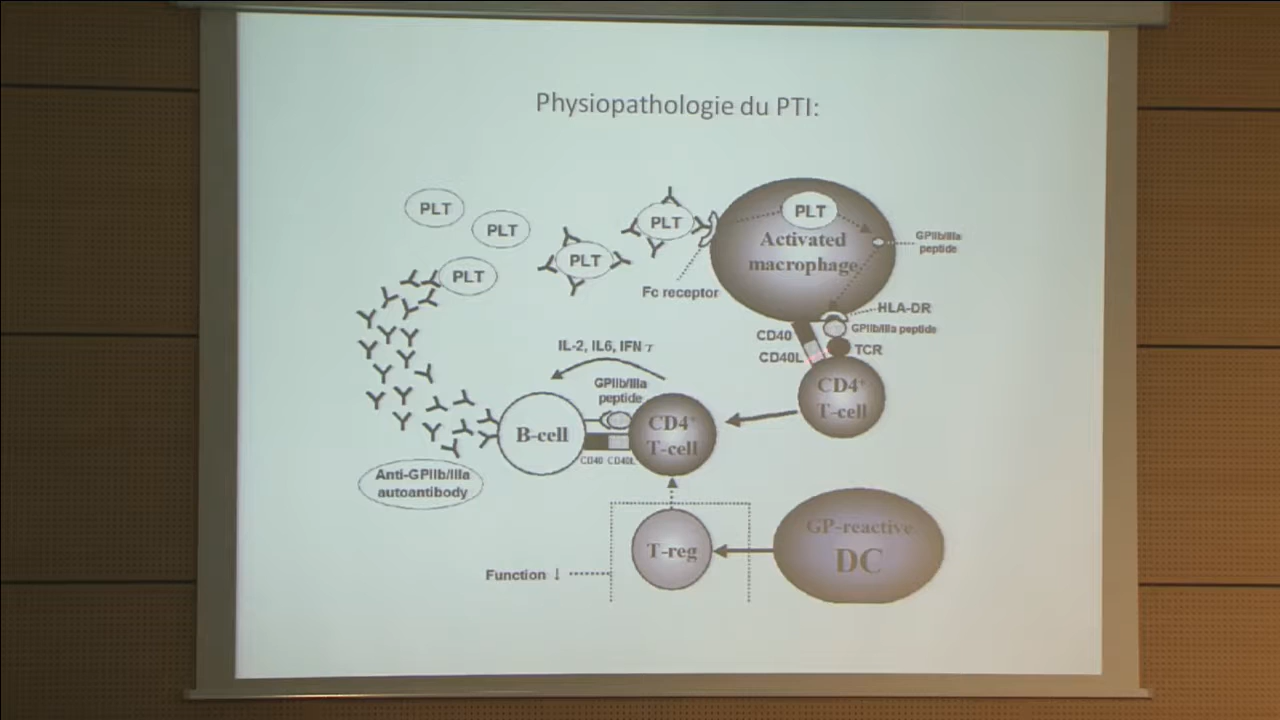 Physiopathologie du PTI:
PLT
PLT
PLT
PLT
PLT
PLT
Activated
macrophage
GPIIb/IIIa
peptide
Fc receptor
HLA-DR
GPIIb/IIIa peptide
CD40
TCR
CD40L
CD4+
T-cell
IL-2, IL6, IFN γ
GPIIb/IIIa
peptide
B-cell
CD4+
T-cell
CD40 CD40L
Anti-GPIIb/IIIa
autoantibody
GP-reactive
DC
T-reg
Function ↓